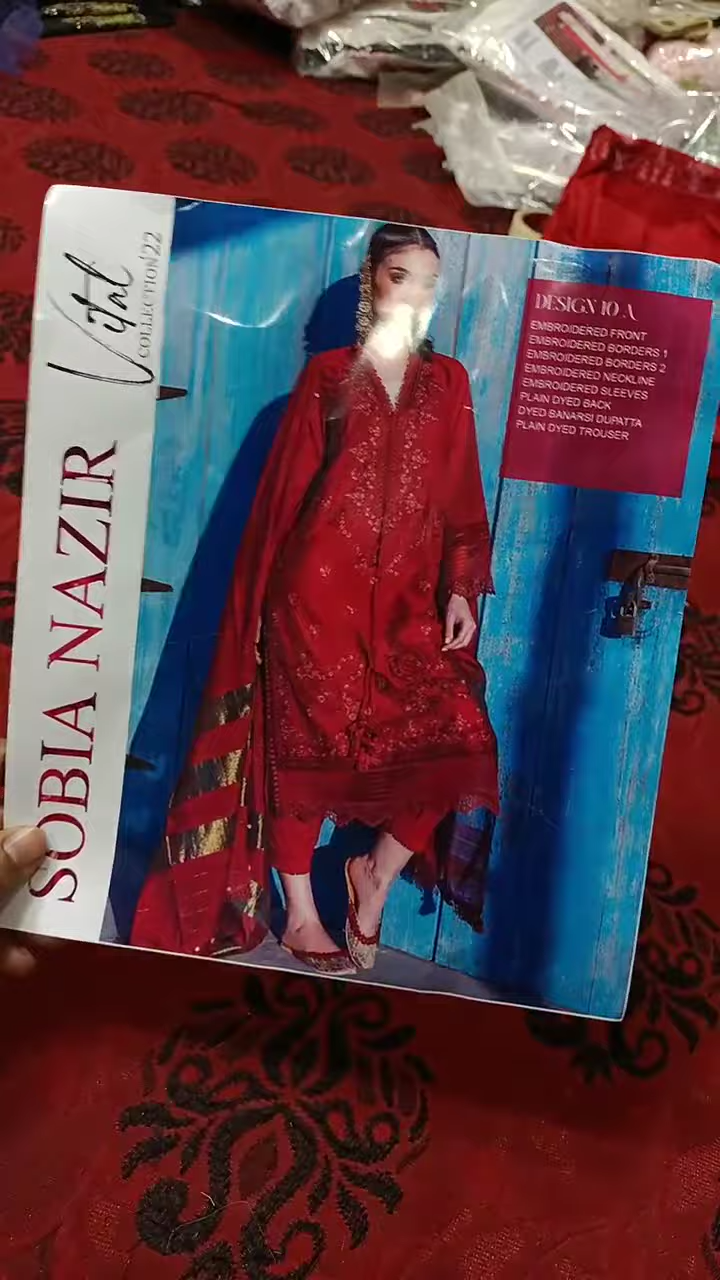 Vital
COLLECTION'22
SOBIA NAZIR
DESIGN 10 A
EMBROIDERED FRONT
EMBROIDERED BORDERS 1
EMBROIDERED BORDERS 2
EMBROIDERED NECKLINE
EMBROIDERED SLEEVES
PLAIN DYED BACK
DYED BANARSI DUPATTA
PLAIN DYED TROUSER